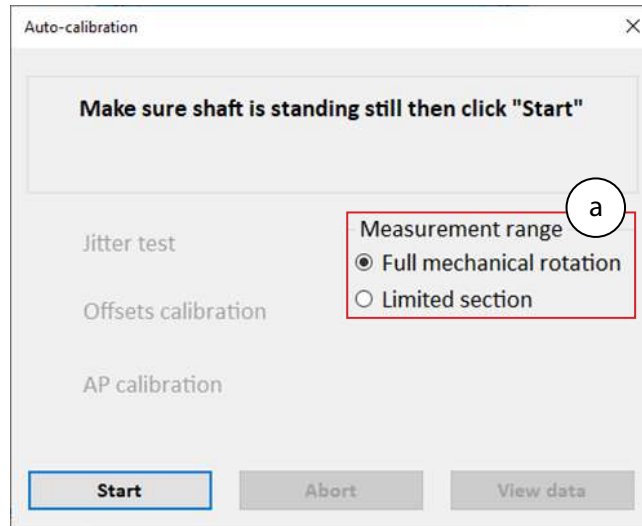 Auto-calibration
Make sure shaft is standing still then click "Start"
a
Measurement range
Jitter test
Full mechanical rotation
Limited section
Offsets calibration
AP calibration
Start
Abort
View data